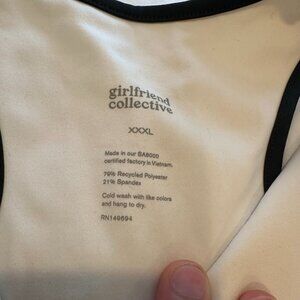 girlfriend
collective
XXXL
Made in our SA8000
certified factory in Vietnam.
79% Recycled Polyester
21% Spandex
Cold wash with like colors
and hang to dry.
RN149694